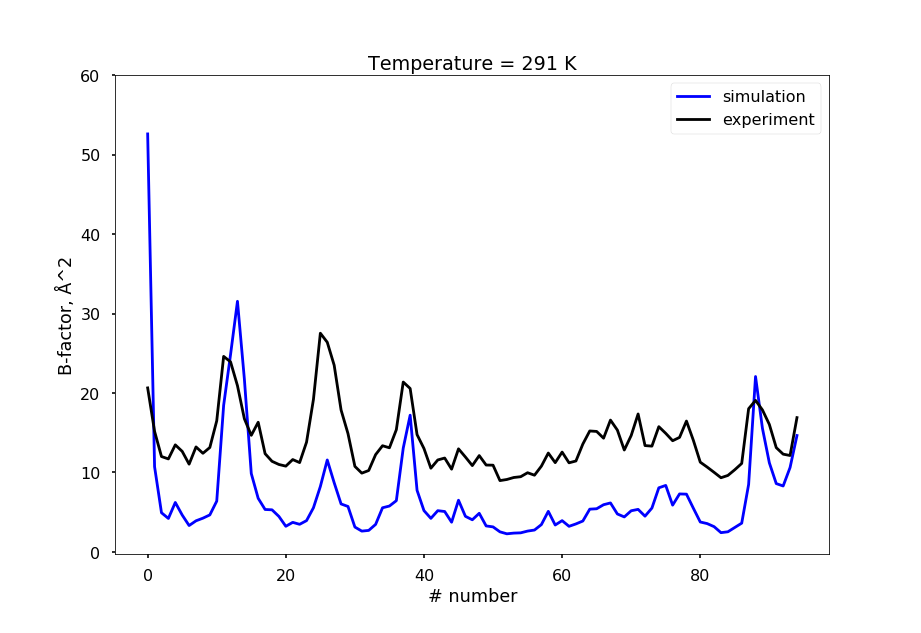 Temperature = 291 K
simulation
experiment
60
50
40
30
20
10
0
B-factor, Å^2
0 20 40 60 80
# number